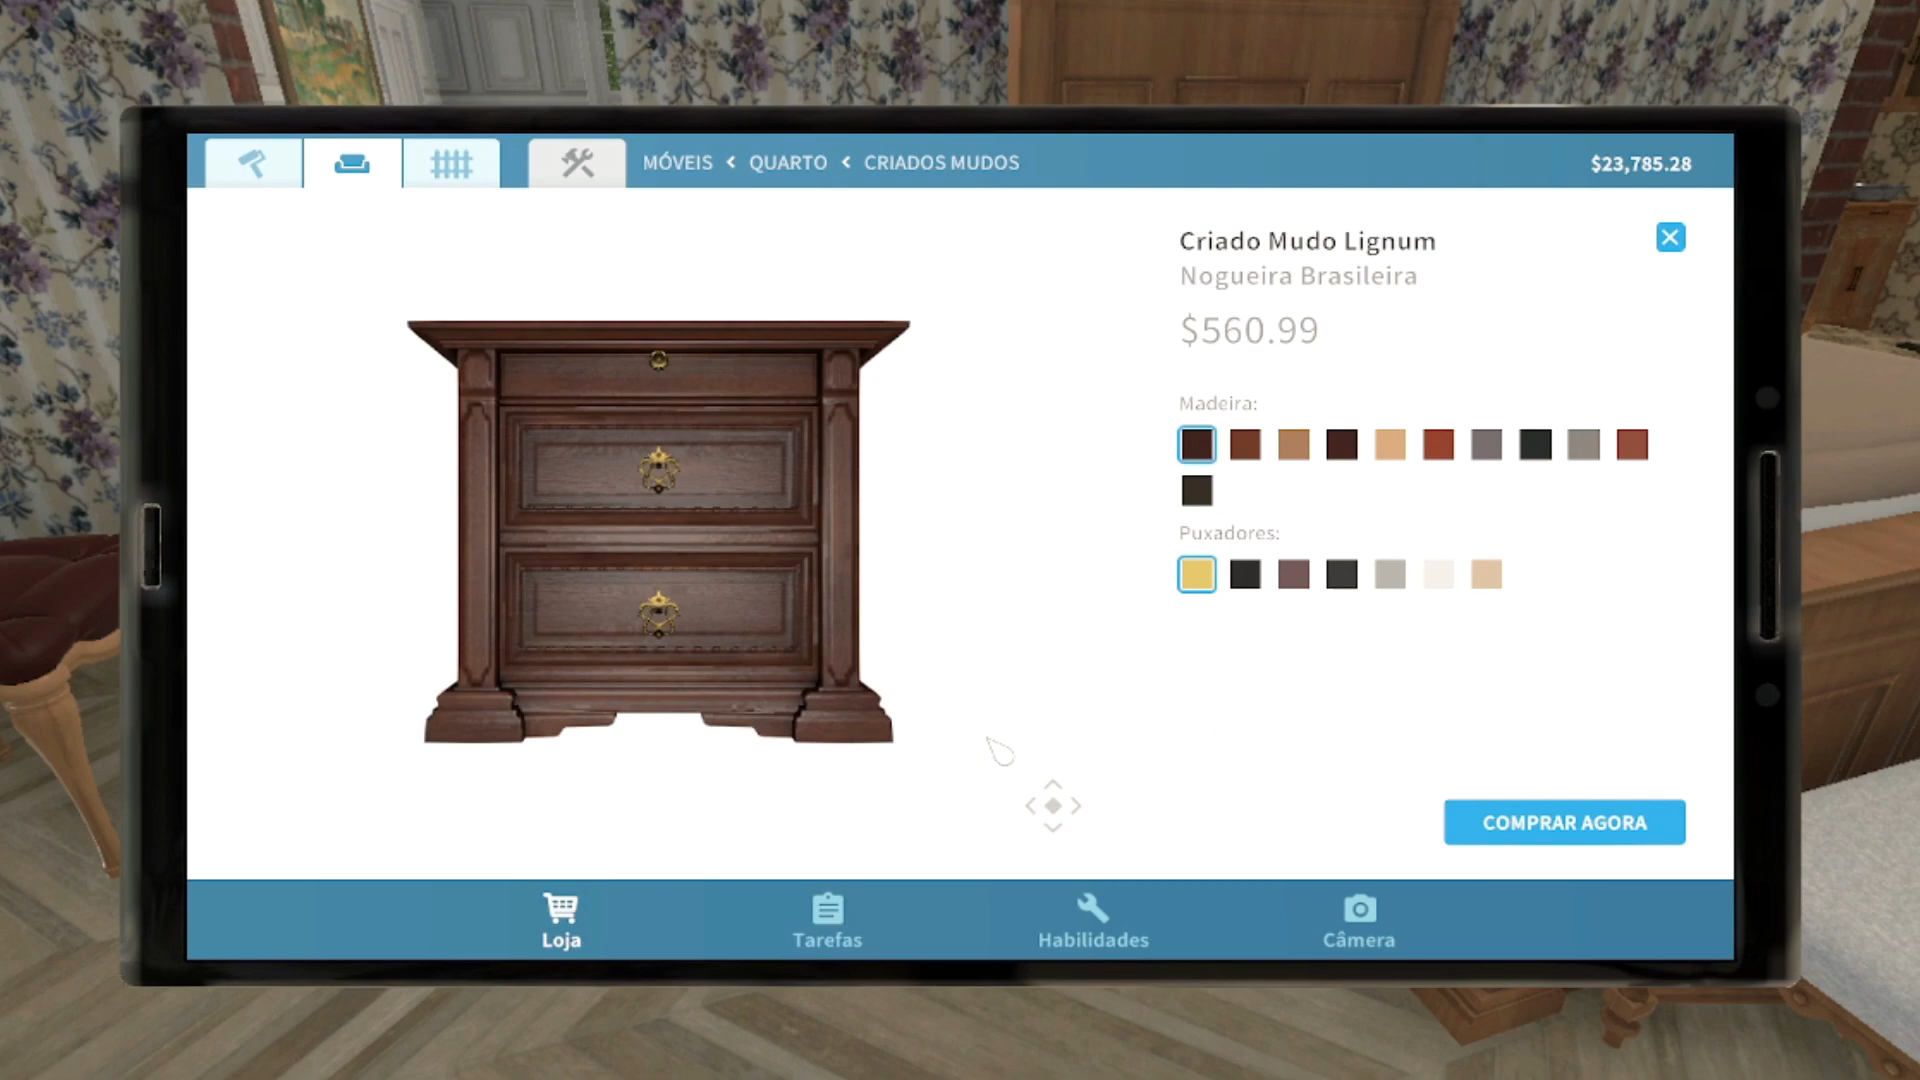 MÓVEIS < QUARTO < CRIADOS MUDOS
$23,785.28
Criado Mudo Lignum
Nogueira Brasileira
$560.99
Madeira:
Puxadores:
COMPRAR AGORA
Loja
Tarefas
Habilidades
Câmera